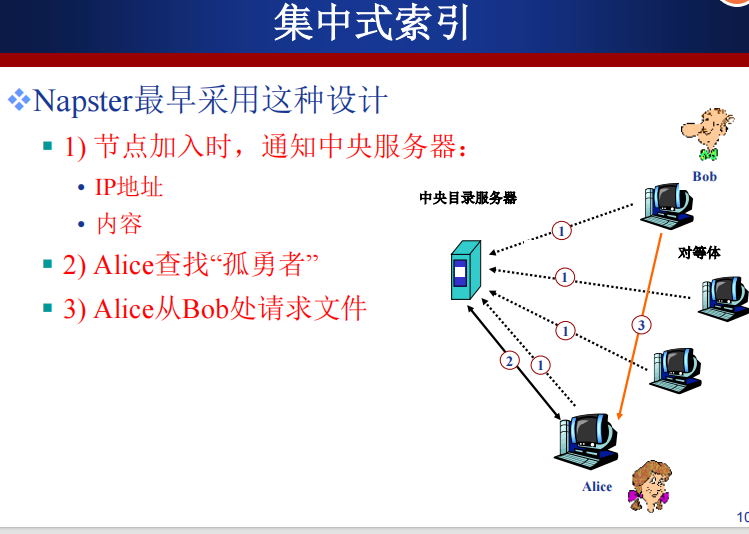 集中式索引
Napster最早采用这种设计
1) 节点加入时，通知中央服务器：
IP地址
内容
2) Alice查找“孤勇者”
3) Alice从Bob处请求文件
中央目录服务器
Bob
对等体
1
1
1
3
2
1
Alice
10